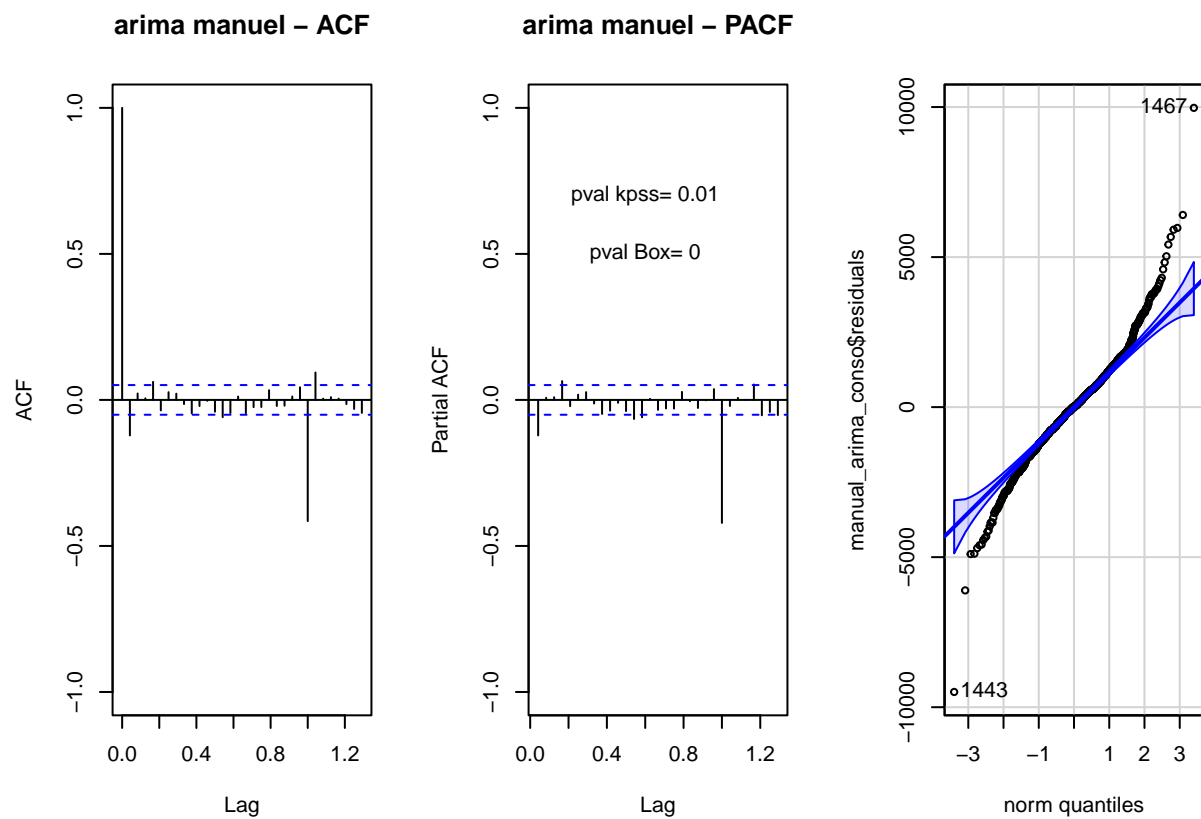 arima manuel − ACF
ACF
1.0
0.5
0.0
−0.5
−1.0
0.0 0.4 0.8 1.2
Lag
arima manuel − PACF
Partial ACF
1.0
0.5
0.0
−0.5
−1.0
pval kpss= 0.01
pval Box= 0
0.0 0.4 0.8 1.2
Lag
manual_arima_conso$residuals
10000
5000
0
−5000
−10000
1467
1443
−3 −1 1 2 3
norm quantiles